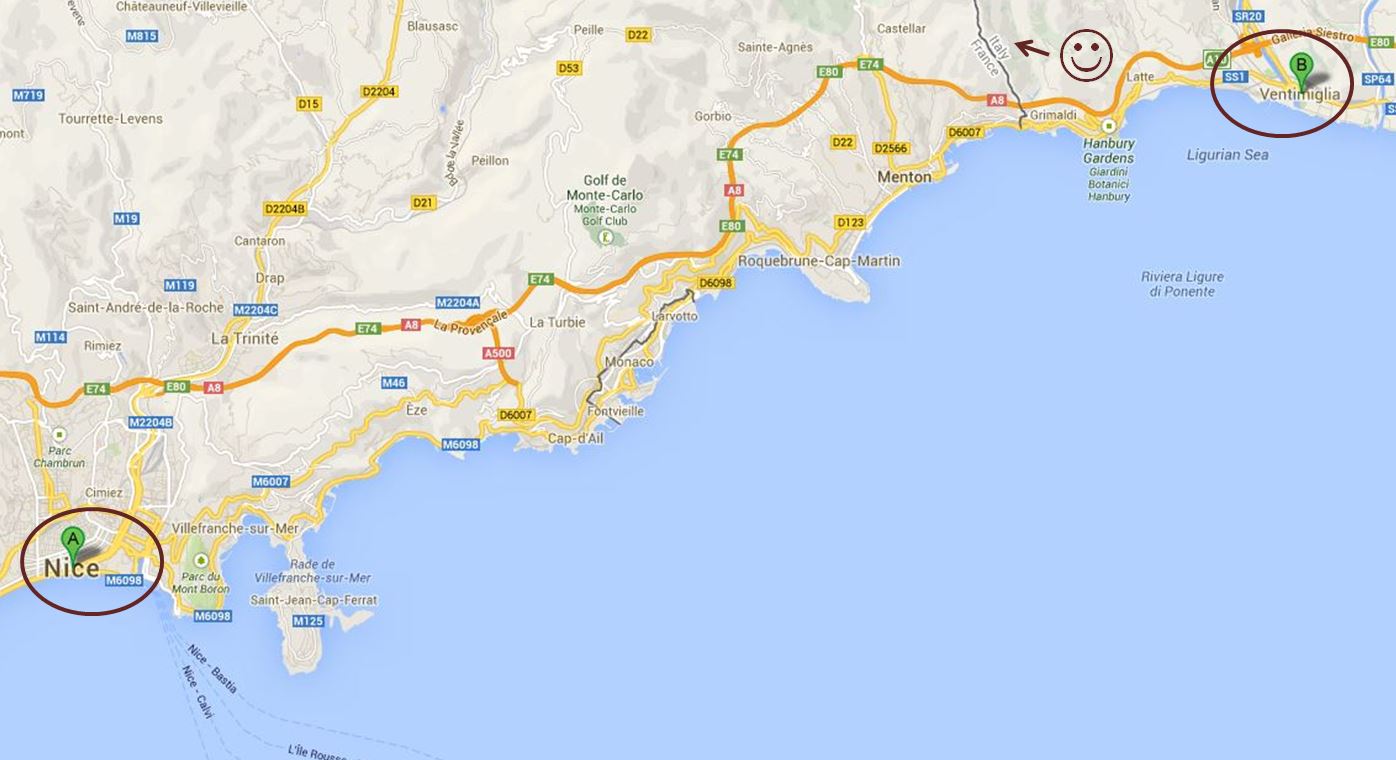 Châteauneuf-Villevieille
Blausasc
Peille
D22
Castellar
Italy
France
SR20
Galleria Siestro
E80
M815
Sainte-Agnès
E80
E74
A10
B
D53
Latte
SS1
SP64
M719
D15
D2204
Ventimiglia
A8
Tourrette-Levens
Gorbio
Grimaldi
D6007
Peillon
E74
D22
D2566
Hanbury
Gardens
Giardini
Botanici
Hanbury
Ligurian Sea
Menton
Golf de
Monte-Carlo
Monte-Carlo
Golf Club
A8
D21
D2204B
M19
E80
D123
Cantaron
Roquebrune-Cap-Martin
Drap
E74
D6098
Riviera Ligure
di Ponente
M119
Saint-André-de-la-Roche
M2204C
M2204A
La Provençale
La Turbie
Larvotto
M114
Rimiez
La Trinité
E74
A8
A500
Monaco
E74
E80
A8
M46
Èze
D6007
Fontvieille
M2204B
Cap-d'Ail
M6098
Parc
Chambrun
M6007
Cimiez
Villefranche-sur-Mer
A
Nice
M6098
Parc du
Mont Boron
Rade de
Villefranche-sur-Mer
Saint-Jean-Cap-Ferrat
M6098
M125
Nice - Bastia
Nice - Calvi
L'Île Rouss